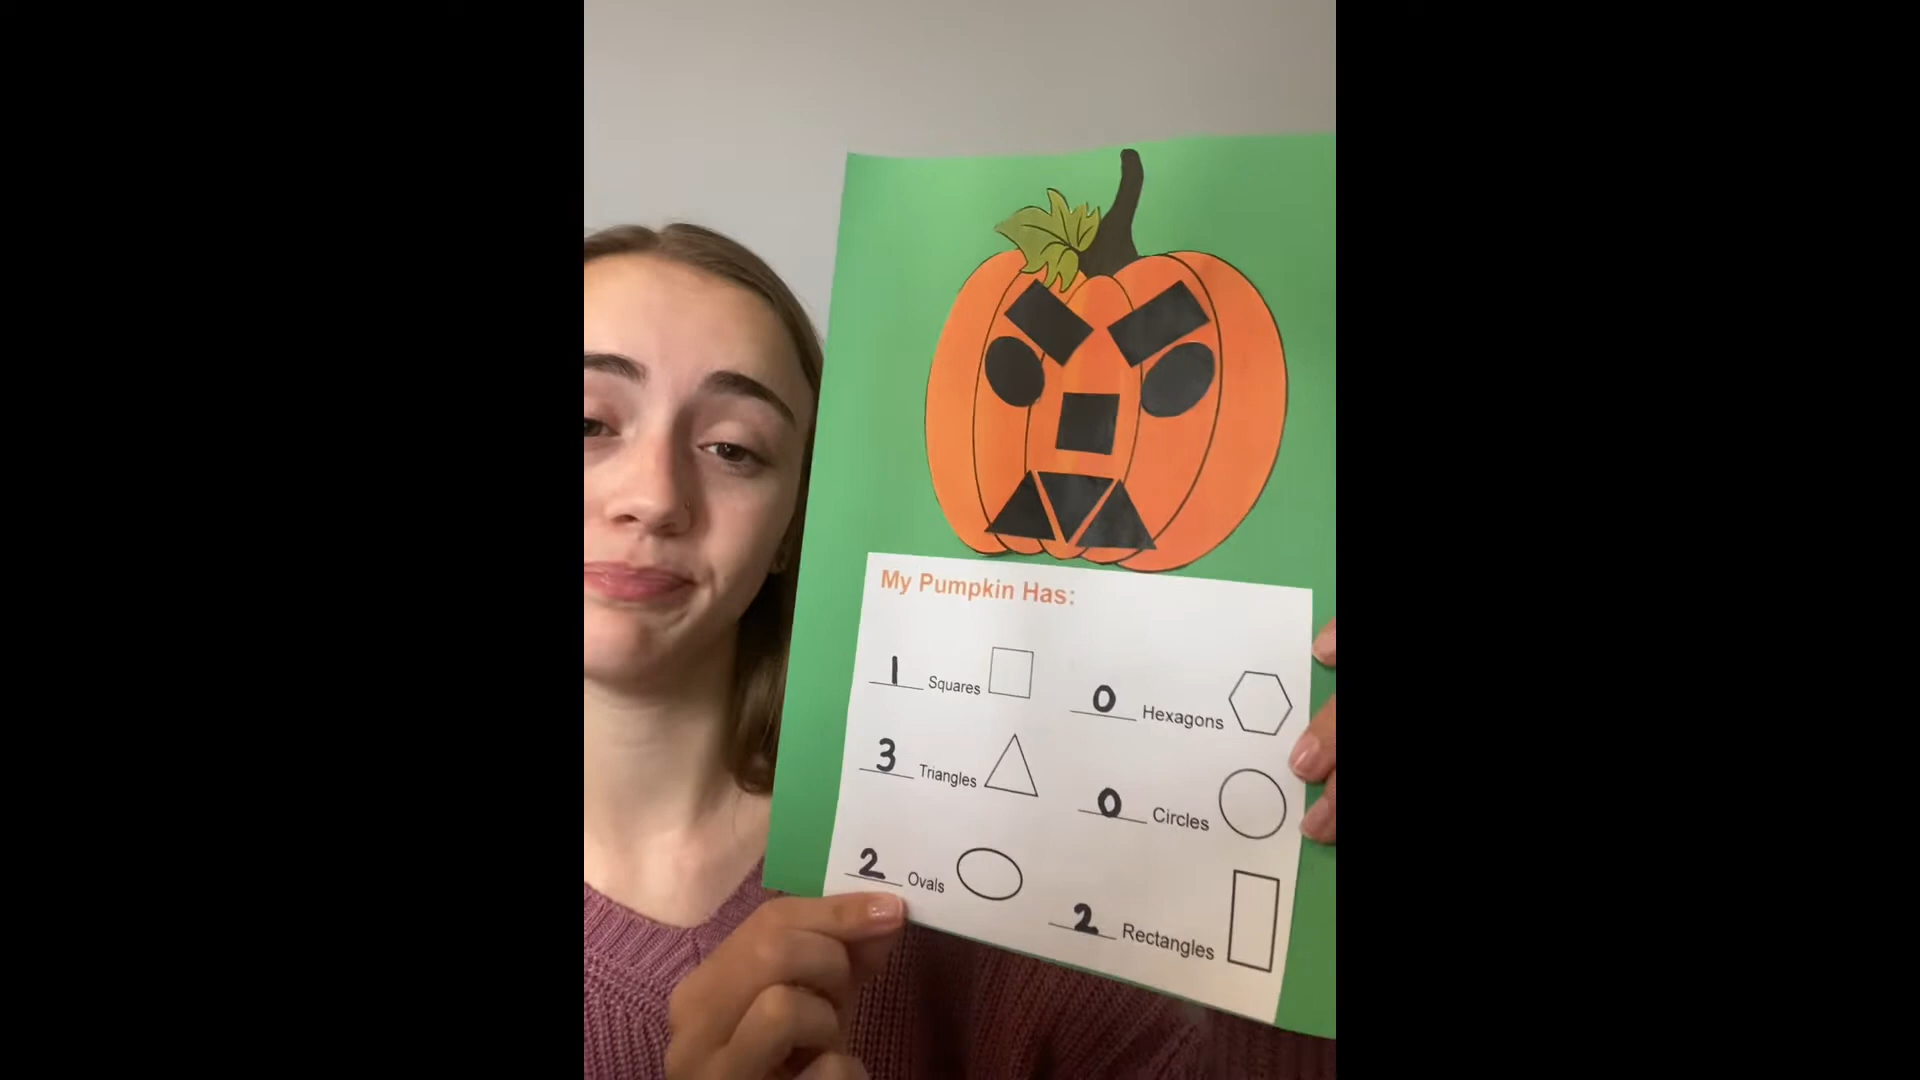 My Pumpkin Has:
1 Squares
0 Hexagons
3 Triangles
0 Circles
2 Ovals
2 Rectangles